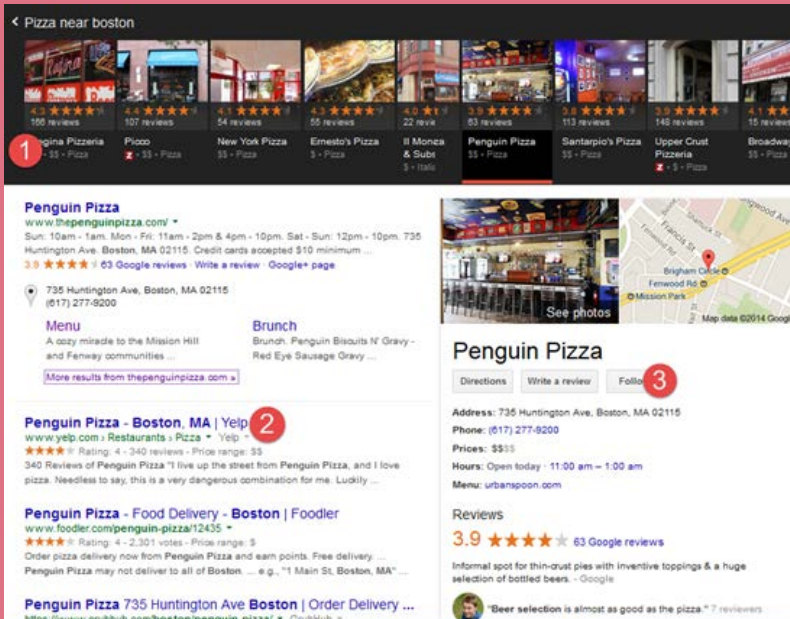 Pizza near boston
4.3
4.4
4.1
4.3
4.0
3.9
3.8
3.9
4.1
166 reviews
107 reviews
54 reviews
55 reviews
22 revie
63 reviews
113 reviews
148 reviews
15 reviews
1
gina Pizzeria
$$ • Pizza
Picco
Z • $$ • Pizza
New York Pizza
$$ • Pizza
Ernesto's Pizza
$ • Pizza
Il Monca
& Subs
$ • Italia
Penguin Pizza
$$ • Pizza
Santarpio's Pizza
$$ • Pizza
Upper Crust
Pizzeria
Z • $ • Pizza
Broadway
$$ • Pizza
Penguin Pizza
www.thepenguinpizza.com/
Sun: 10am - 1am. Mon - Fri: 11am - 2pm & 4pm - 10pm. Sat - Sun: 12pm - 10pm. 735
Huntington Ave. Boston, MA 02115. Credit cards accepted $10 minimum ...
3.9 63 Google reviews · Write a review · Google+ page
735 Huntington Ave, Boston, MA 02115
(617) 277-9200
Menu
A cozy miracle to the Mission Hill
and Fenway communities ...
Brunch
Brunch. Penguin Biscuits N' Gravy -
Red Eye Sausage Gravy ...
More results from thepenguinpizza.com »
Penguin Pizza - Boston, MA | Yelp
2
www.yelp.com › Restaurants › Pizza Yelp
Rating: 4 - 340 reviews - Price range: $$
340 Reviews of Penguin Pizza "I live up the street from Penguin Pizza, and I love
pizza. Needless to say, this is a very dangerous combination for me. Luckily ...
Penguin Pizza - Food Delivery - Boston | Foodler
www.foodler.com/penguin-pizza/12435
Rating: 4 - 2,301 votes - Price range: $
Order pizza delivery now from Penguin Pizza and earn points. Free delivery. ...
Penguin Pizza may not deliver to all of Boston. ... e.g., "1 Main St, Boston, MA" ...
Penguin Pizza 735 Huntington Ave Boston | Order Delivery ...
https://www.grubhub.com/boston/penguin-pizza/ GrubHub
See photos
Francis St
Fenwood Rd
Brigham Circle
Fenwood Rd
Mission Park
Map data ©2014 Google
Penguin Pizza
Directions
Write a review
Follo
3
Address: 735 Huntington Ave, Boston, MA 02115
Phone: (617) 277-9200
Prices: $$$$
Hours: Open today · 11:00 am – 1:00 am
Menu: urbanspoon.com
Reviews
3.9 63 Google reviews
Informal spot for thin-crust pies with inventive toppings & a huge
selection of bottled beers. - Google
"Beer selection is almost as good as the pizza." 7 reviewers